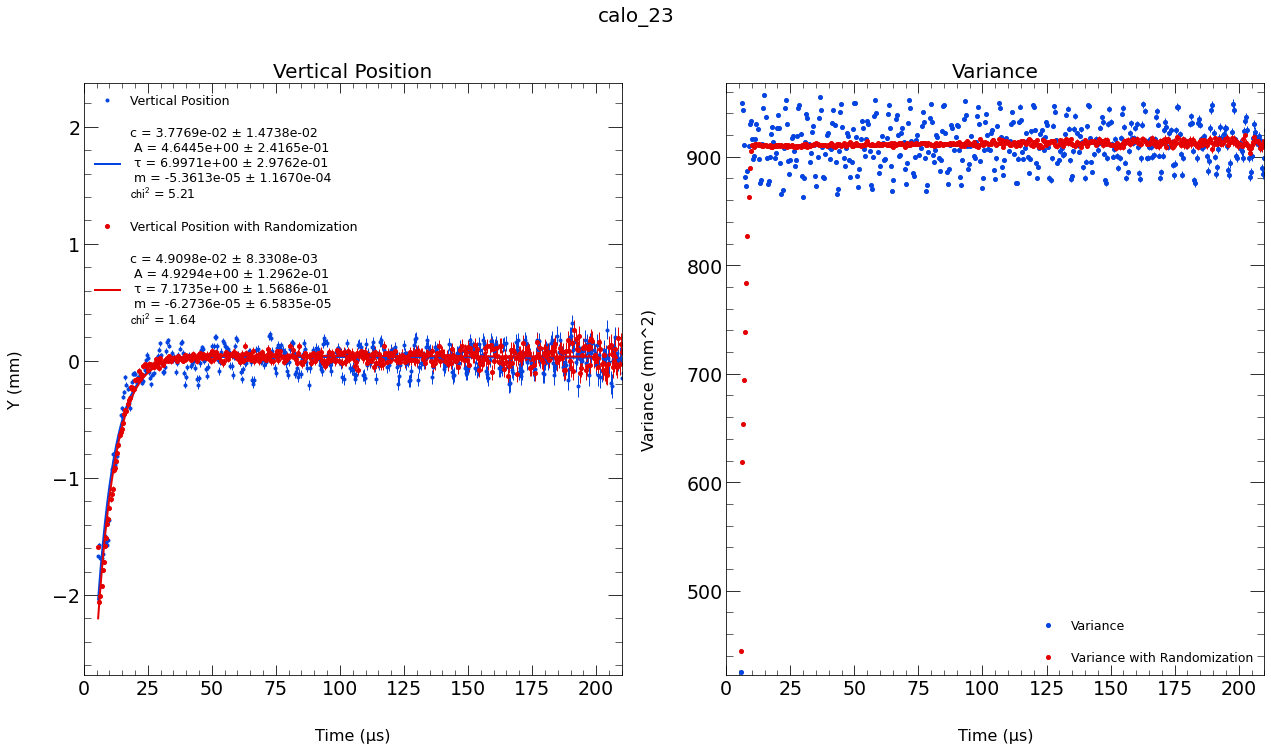 calo_23
Vertical Position
Vertical Position
c = 3.7769e-02 ± 1.4738e-02
A = 4.6445e+00 ± 2.4165e-01
τ = 6.9971e+00 ± 2.9762e-01
m = -5.3613e-05 ± 1.1670e-04
chi² = 5.21
Vertical Position with Randomization
c = 4.9098e-02 ± 8.3308e-03
A = 4.9294e+00 ± 1.2962e-01
τ = 7.1735e+00 ± 1.5686e-01
m = -6.2736e-05 ± 6.5835e-05
chi² = 1.64
2
1
0
−1
−2
Y (mm)
0 25 50 75 100 125 150 175 200
Time (μs)
Variance
900
800
700
600
500
Variance (mm^2)
Variance
Variance with Randomization
0 25 50 75 100 125 150 175 200
Time (μs)